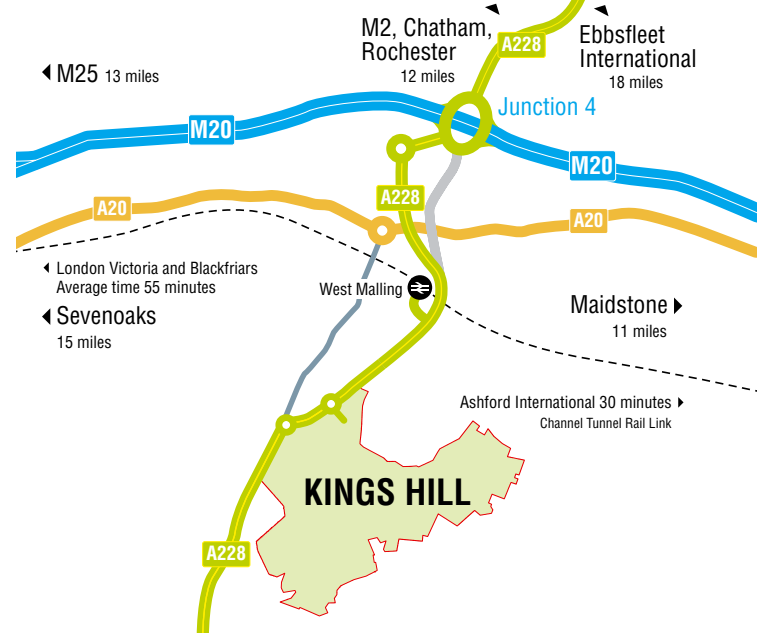 M2, Chatham,
Rochester
12 miles
A228
Ebbsfleet
International
18 miles
M25 13 miles
Junction 4
M20
M20
A228
A20
A20
London Victoria and Blackfriars
Average time 55 minutes
West Malling
Sevenoaks
15 miles
Maidstone
11 miles
Ashford International 30 minutes
Channel Tunnel Rail Link
KINGS HILL
A228